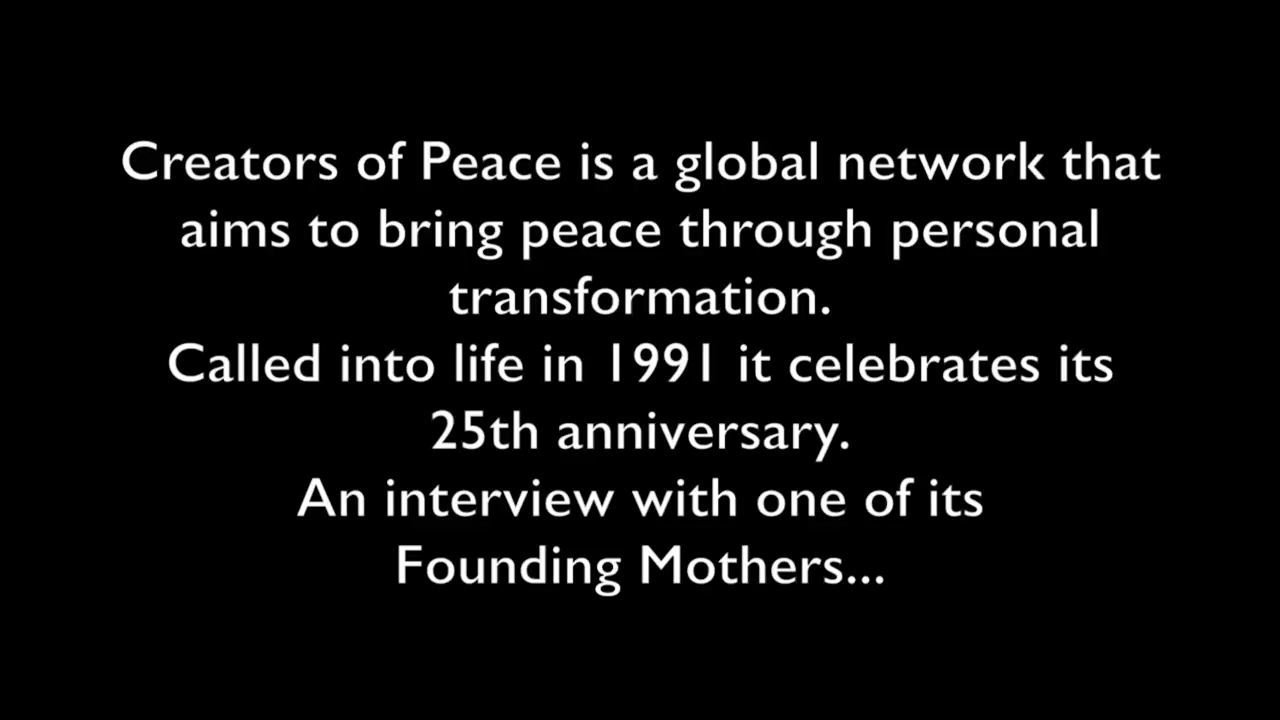 Creators of Peace is a global network that
aims to bring peace through personal
transformation.
Called into life in 1991 it celebrates its
25th anniversary.
An interview with one of its
Founding Mothers...